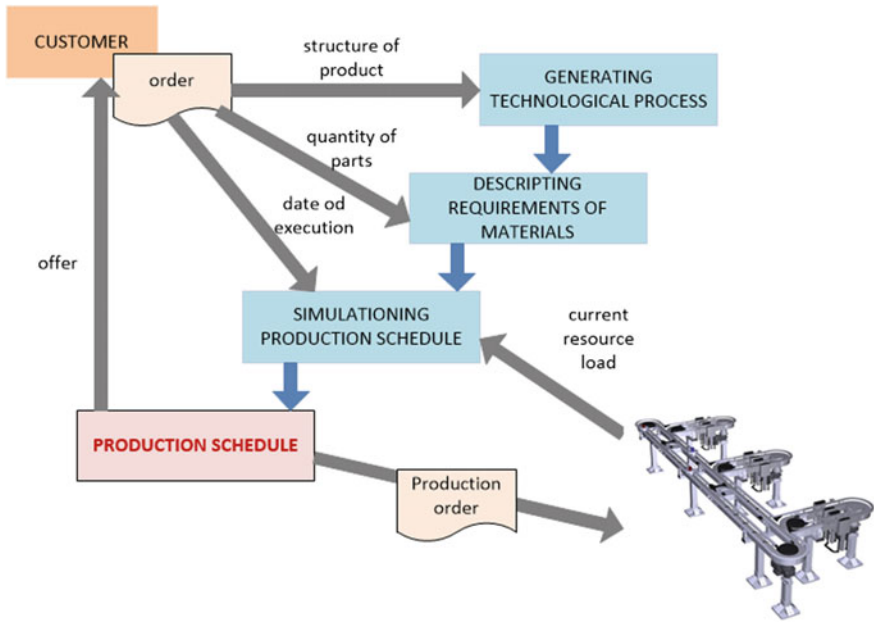 CUSTOMER
order
structure of
product
GENERATING
TECHNOLOGICAL PROCESS
quantity of
parts
DESCRIPTING
REQUIREMENTS OF
MATERIALS
date od
execution
offer
SIMULATIONING
PRODUCTION SCHEDULE
current
resource
load
PRODUCTION SCHEDULE
Production
order